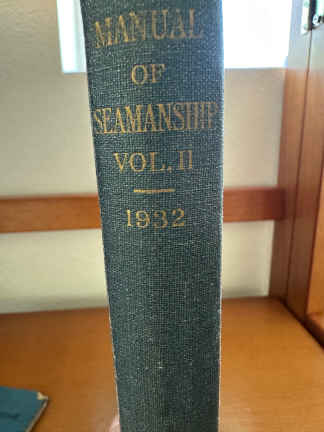 MANUAL
OF
SEAMANSHIP
VOL. II
1932